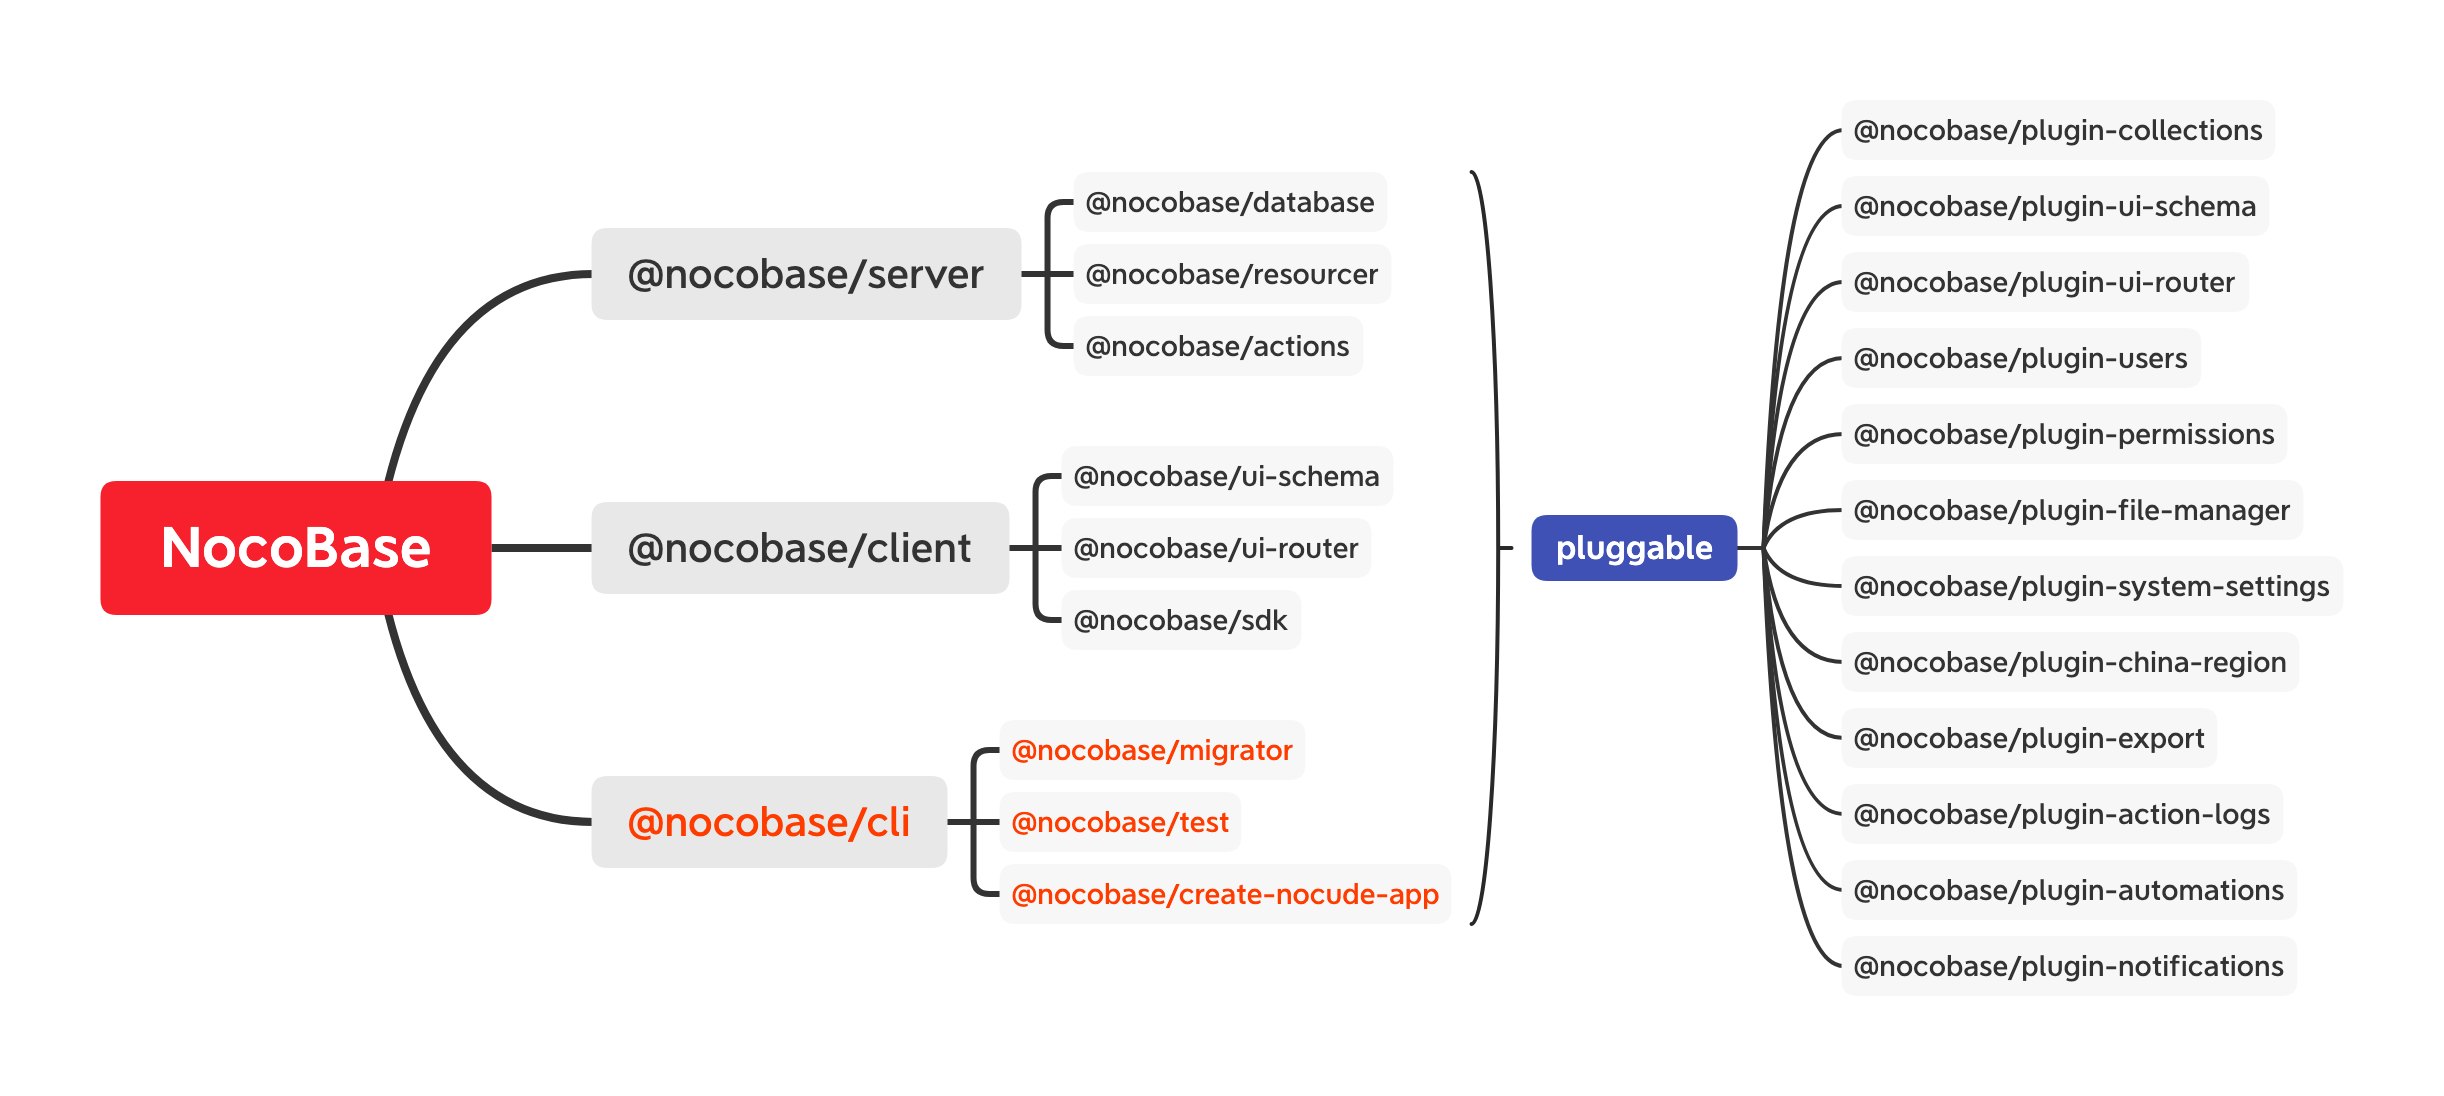 NocoBase
@nocobase/server
@nocobase/database
@nocobase/resourcer
@nocobase/actions
@nocobase/client
@nocobase/ui-schema
@nocobase/ui-router
@nocobase/sdk
@nocobase/cli
@nocobase/migrator
@nocobase/test
@nocobase/create-nocude-app
pluggable
@nocobase/plugin-collections
@nocobase/plugin-ui-schema
@nocobase/plugin-ui-router
@nocobase/plugin-users
@nocobase/plugin-permissions
@nocobase/plugin-file-manager
@nocobase/plugin-system-settings
@nocobase/plugin-china-region
@nocobase/plugin-export
@nocobase/plugin-action-logs
@nocobase/plugin-automations
@nocobase/plugin-notifications